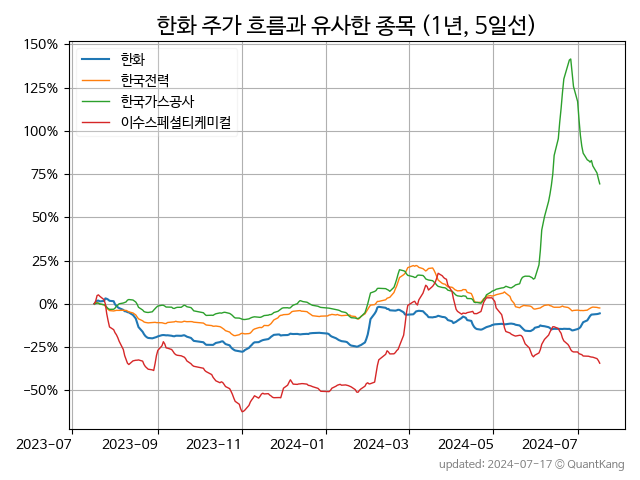 한화 주가 흐름과 유사한 종목 (1년, 5일선)
150%
125%
100%
75%
50%
25%
0%
−25%
−50%
한화
한국전력
한국가스공사
이수스페셜티케미컬
2023-07
2023-09
2023-11
2024-01
2024-03
2024-05
2024-07
updated: 2024-07-17 © QuantKang